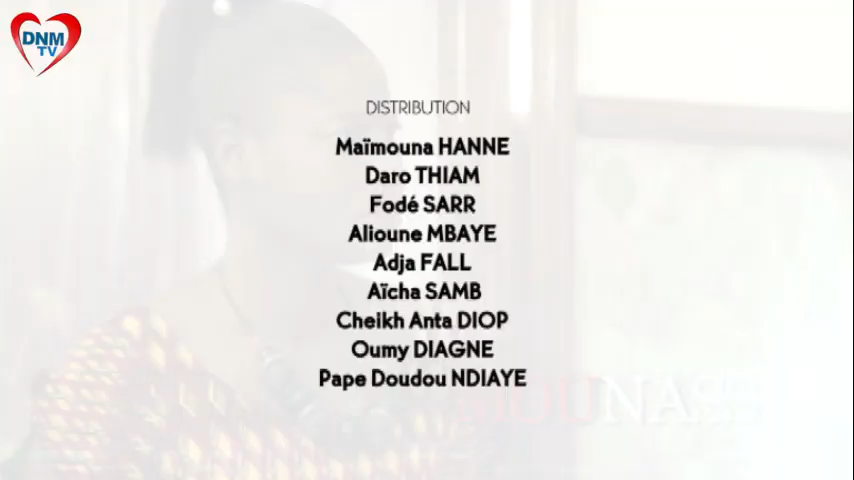 DNM
TV
DISTRIBUTION
Maïmouna HANNE
Daro THIAM
Fodé SARR
Alioune MBAYE
Adja FALL
Aïcha SAMB
Cheikh Anta DIOP
Oumy DIAGNE
Pape Doudou NDIAYE